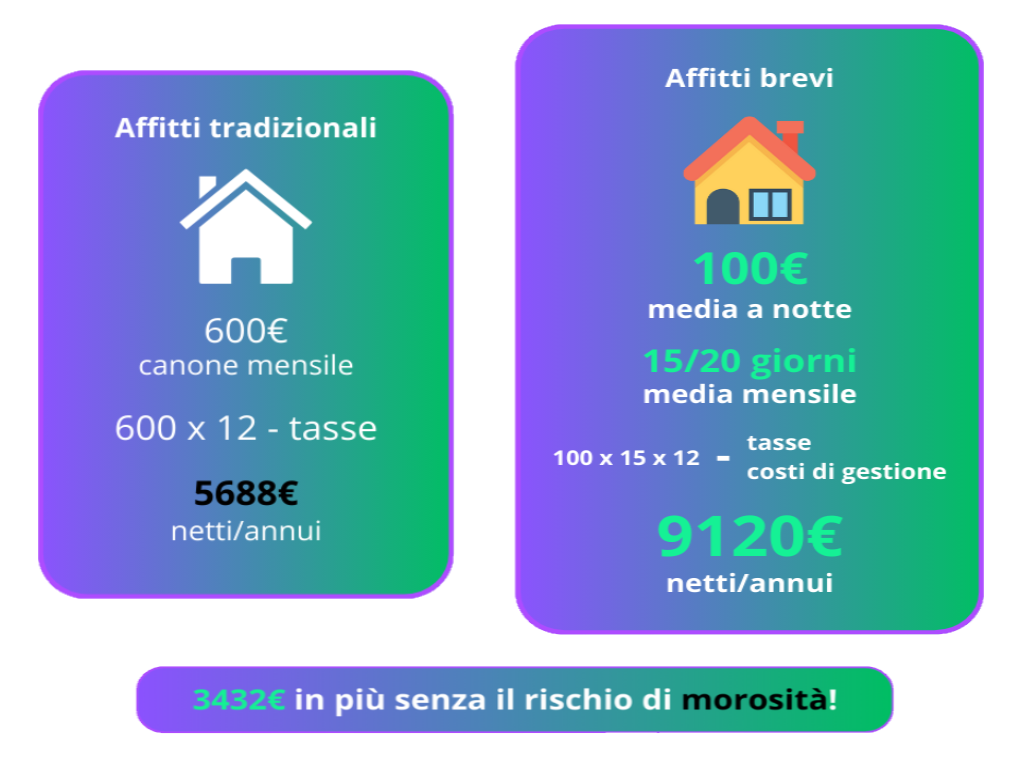 Affitti tradizionali
600€
canone mensile
600 x 12 - tasse
5688€
netti/annui
Affitti brevi
100€
media a notte
15/20 giorni
media mensile
100 x 15 x 12 - tasse
costi di gestione
9120€
netti/annui
3432€ in più senza il rischio di morosità!